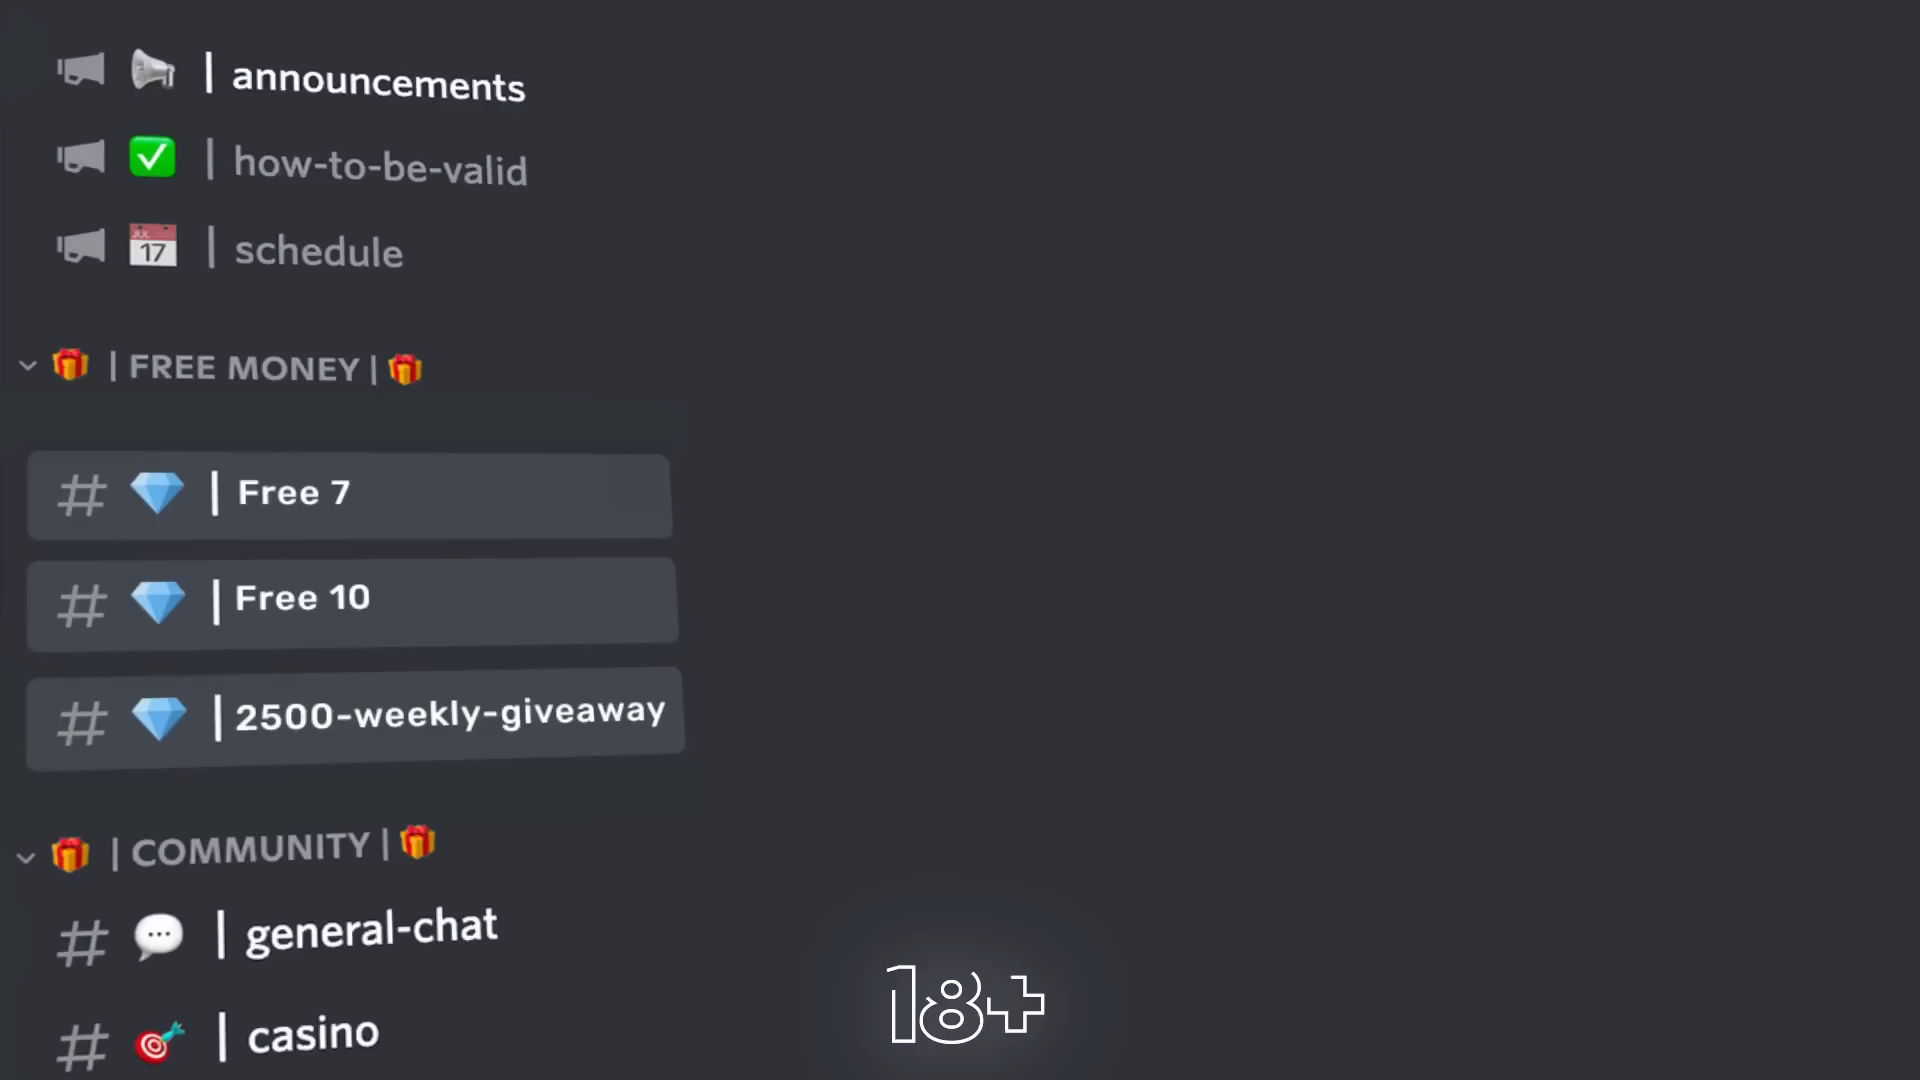 | announcements
| how-to-be-valid
JUL
17 | schedule
| FREE MONEY |
# | Free 7
# | Free 10
# | 2500-weekly-giveaway
| COMMUNITY |
# | general-chat
# | casino
18+